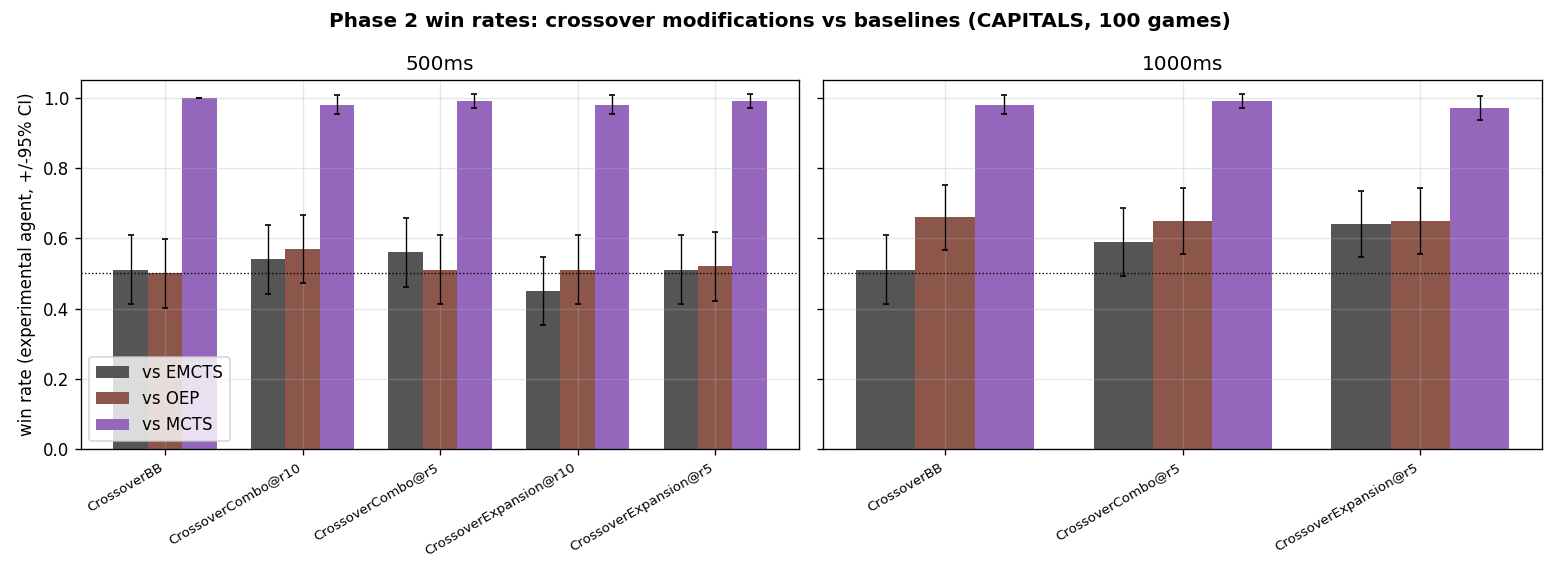 Phase 2 win rates: crossover modifications vs baselines (CAPITALS, 100 games)
500ms
1000ms
win rate (experimental agent, +/-95% CI)
1.0
0.8
0.6
0.4
0.2
0.0
vs EMCTS
vs OEP
vs MCTS
CrossoverBB
CrossoverCombo@r10
CrossoverCombo@r5
CrossoverExpansion@r10
CrossoverExpansion@r5
CrossoverBB
CrossoverCombo@r5
CrossoverExpansion@r5